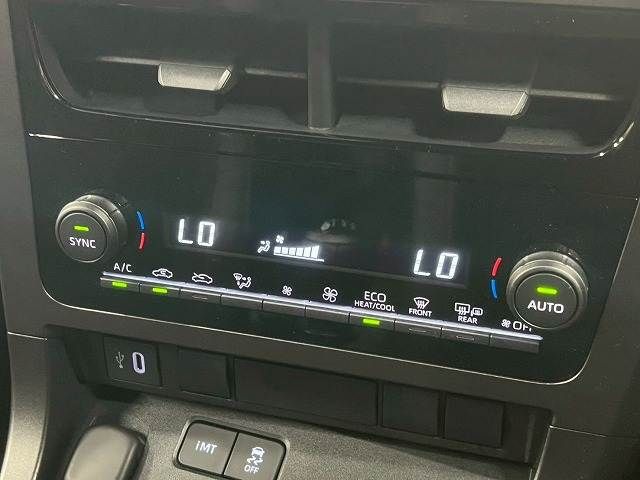 SYNC
LO
LO
AUTO
A/C
ECO
HEAT/COOL
FRONT
REAR
OFF
iMT
OFF